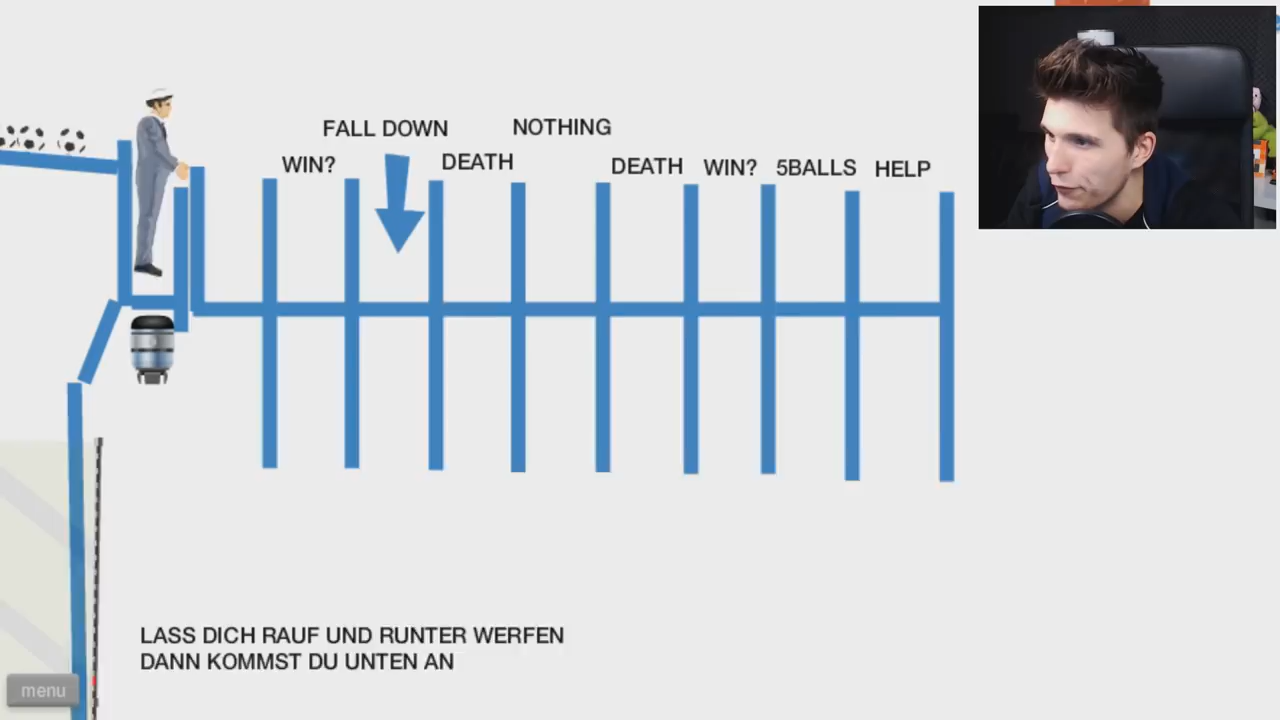 FALL DOWN
NOTHING
WIN?
DEATH
DEATH
WIN?
5BALLS
HELP
LASS DICH RAUF UND RUNTER WERFEN
DANN KOMMST DU UNTEN AN
menu